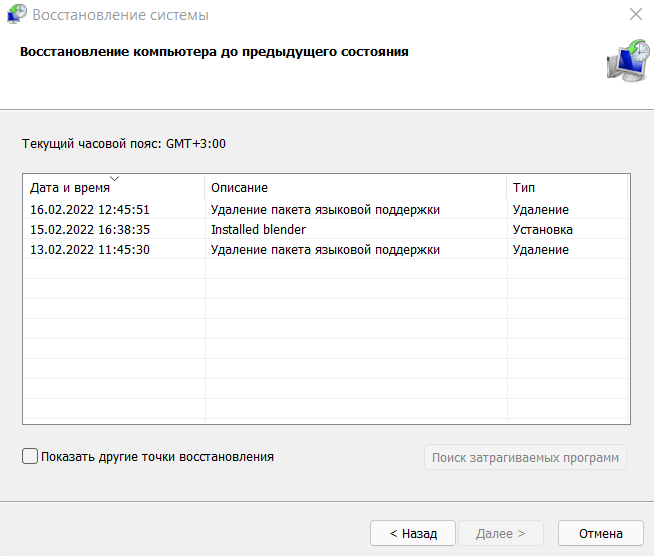 Восстановление системы
Восстановление компьютера до предыдущего состояния
Текущий часовой пояс: GMT+3:00
Дата и время Описание Тип
16.02.2022 12:45:51 Удаление пакета языковой поддержки Удаление
15.02.2022 16:38:35 Installed blender Установка
13.02.2022 11:45:30 Удаление пакета языковой поддержки Удаление
Показать другие точки восстановления Поиск затрагиваемых программ
< Назад Далее > Отмена